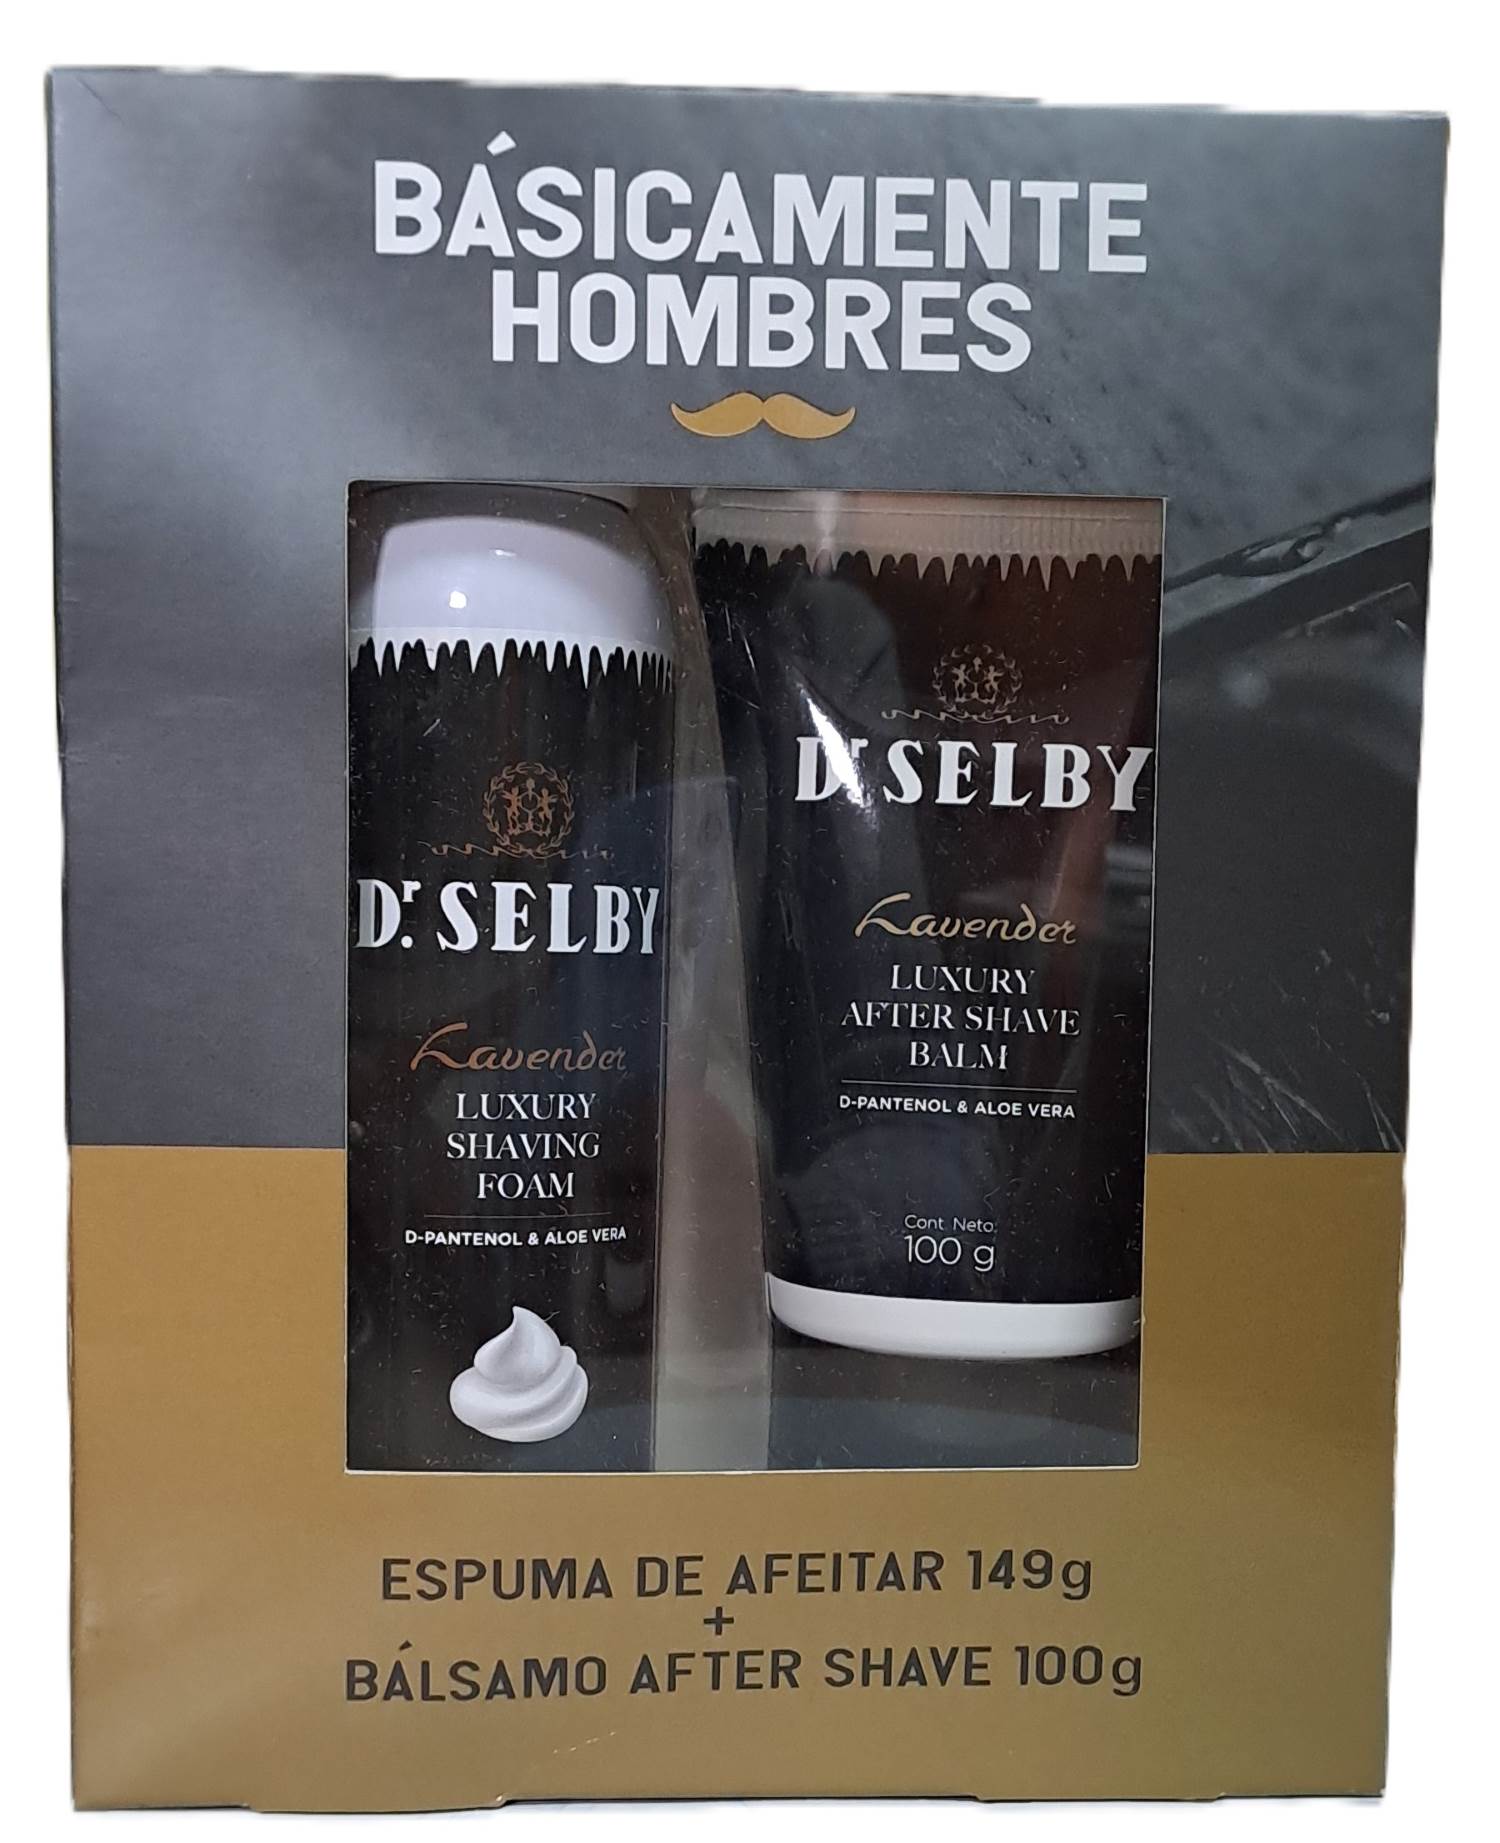 BÁSICAMENTE
HOMBRES
Dr. SELBY
Lavender
LUXURY
SHAVING
FOAM
D-PANTENOL & ALOE VERA
Dr SELBY
Lavender
LUXURY
AFTER SHAVE
BALM
D-PANTENOL & ALOE VERA
Cont. Neto:
100 g
ESPUMA DE AFEITAR 149g
+
BÁLSAMO AFTER SHAVE 100g